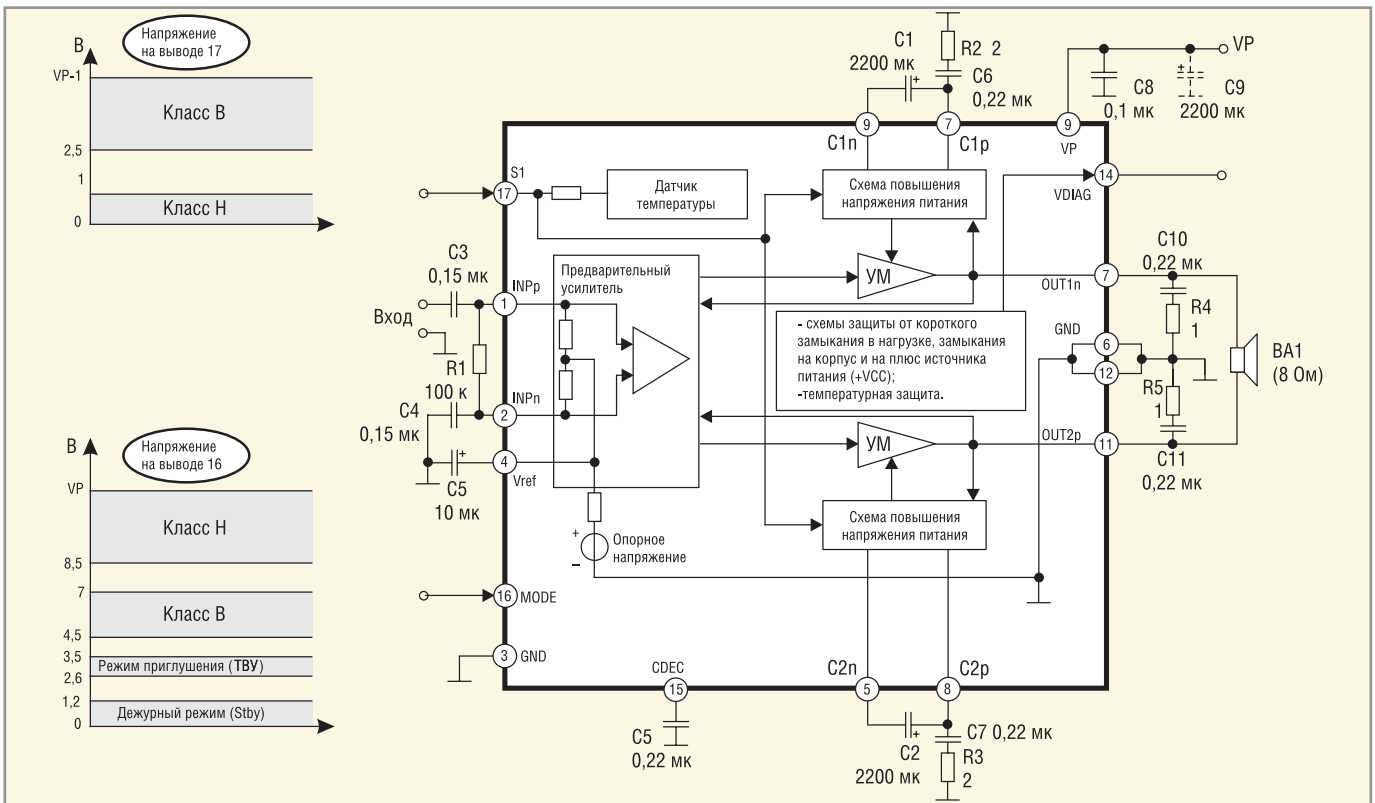 Напряжение
на выводе 17
В
VP-1
Класс В
2,5
1
Класс Н
0
C1
2200 мк
+
R2 2
C6
0,22 мк
VP
+
C8
0,1 мк
C9
2200 мк
9
7
9
C1n
C1p
VP
S1
17
Датчик
температуры
Схема повышения
напряжения питания
14
VDIAG
C3
0,15 мк
Предварительный
усилитель
INPp
1
Вход
R1
100 к
INPn
2
C4
0,15 мк
+
4
Vref
C5
10 мк
УМ
7
OUT1n
C10
0,22 мк
R4
1
GND
6
12
BA1
(8 Ом)
R5
1
- схемы защиты от короткого
замыкания в нагрузке, замыкания
на корпус и на плюс источника
питания (+VCC);
-температурная защита.
УМ
OUT2p
11
C11
0,22 мк
Схема повышения
напряжения питания
+
–
Опорное
напряжение
16
MODE
3
GND
CDEC
15
C5
0,22 мк
C2n
C2p
5
8
+
C2
2200 мк
C7 0,22 мк
R3
2
Напряжение
на выводе 16
В
VP
Класс Н
8,5
7
Класс В
4,5
3,5
Режим приглушения (ТВУ)
2,6
1,2
Дежурный режим (Stby)
0